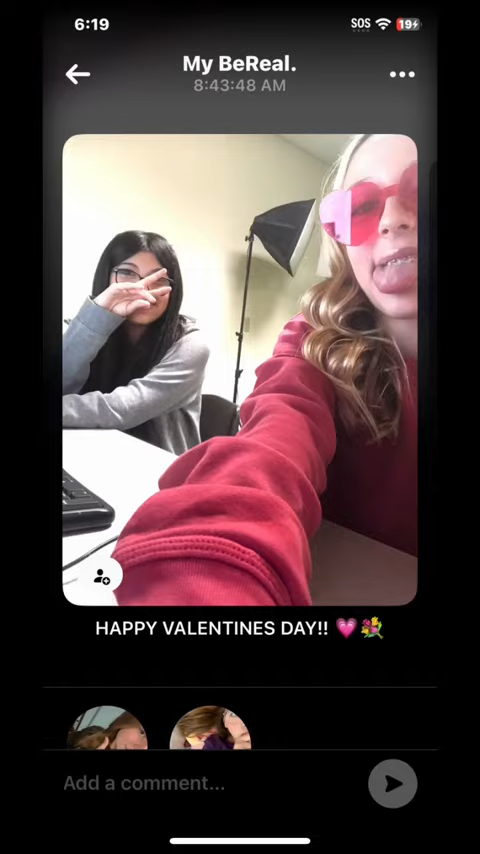 6:19
SOS
19
My BeReal.
8:43:48 AM
HAPPY VALENTINES DAY!! 💗💐
Add a comment...